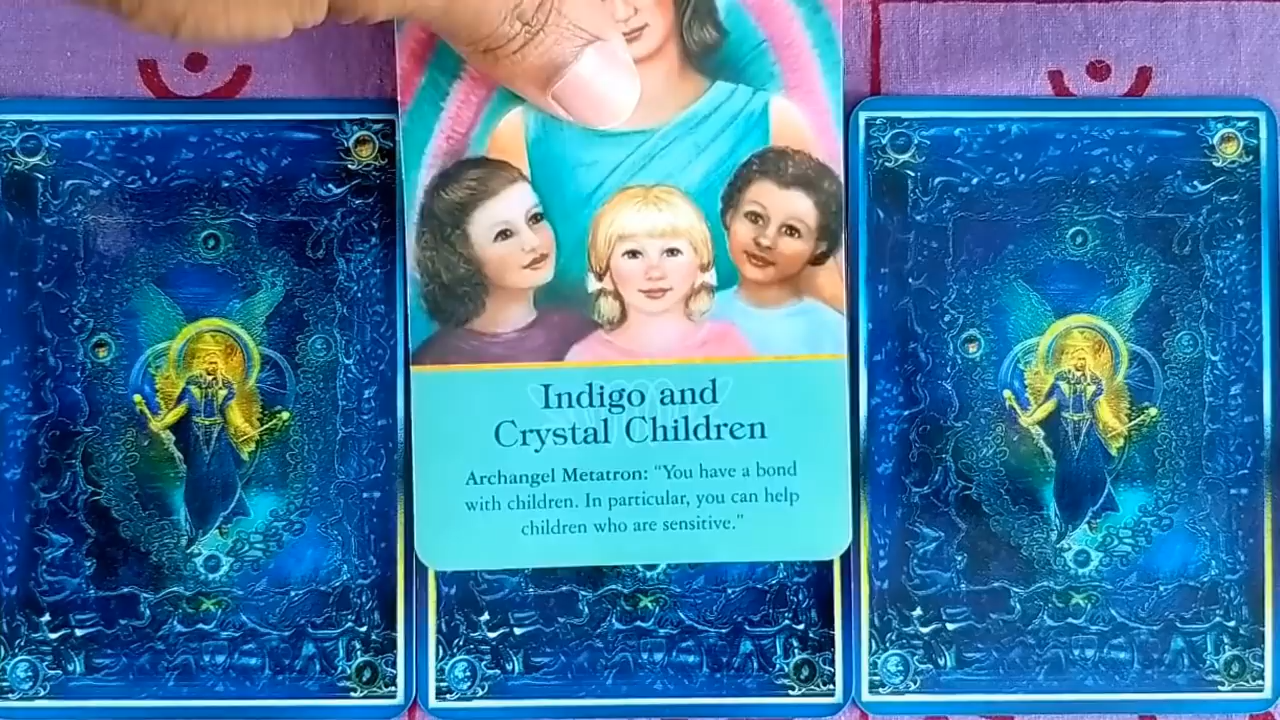 Indigo and
Crystal Children
Archangel Metatron: "You have a bond
with children. In particular, you can help
children who are sensitive."